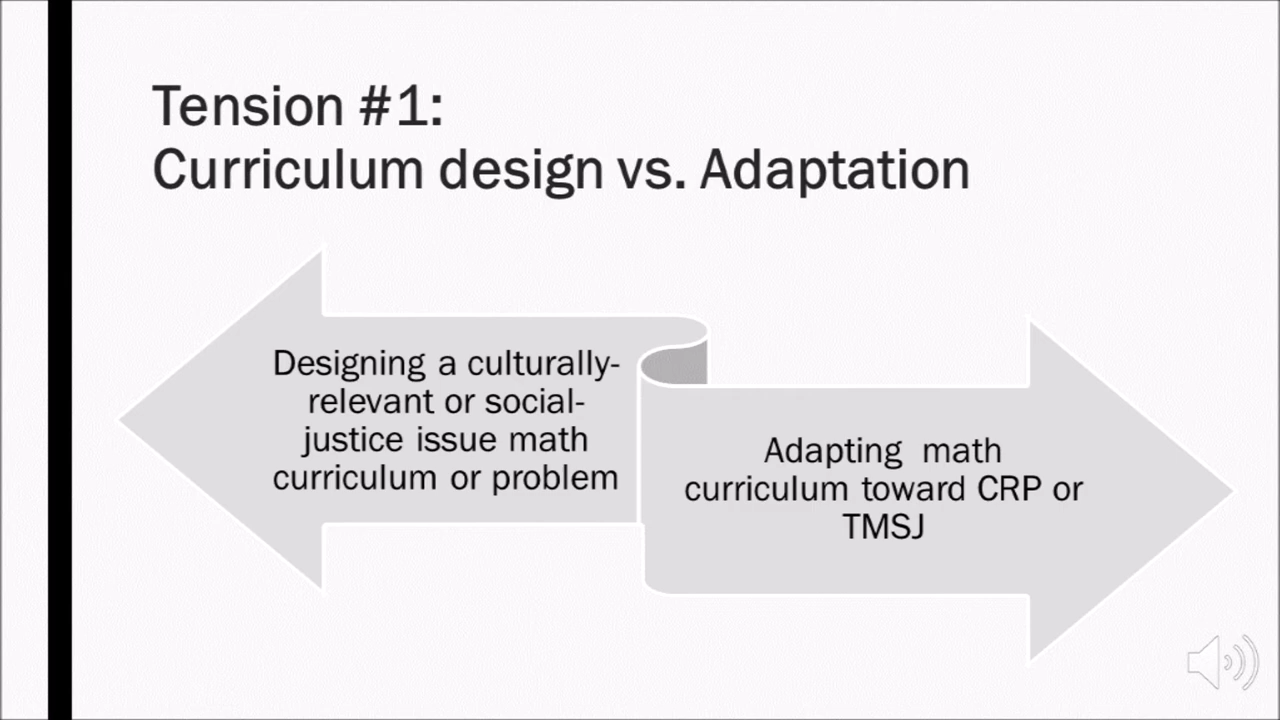 Tension #1:
Curriculum design vs. Adaptation
Designing a culturally-
relevant or social-
justice issue math
curriculum or problem
Adapting math
curriculum toward CRP or
TMSJ